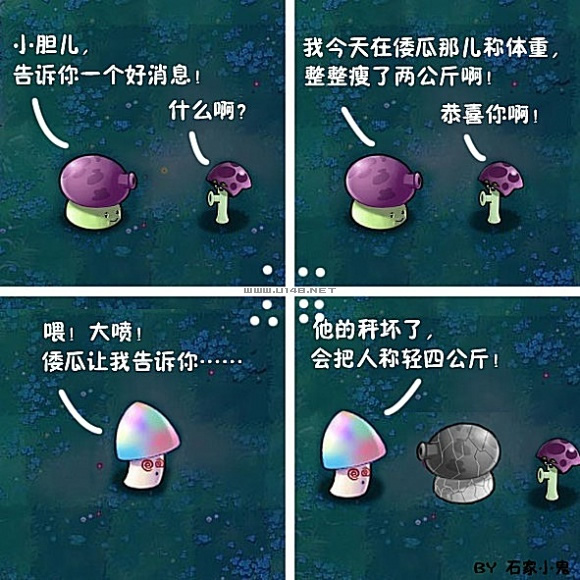 小胆儿，
告诉你一个好消息！
什么啊？
我今天在倭瓜那儿称体重，
整整瘦了两公斤啊！
恭喜你啊！
WWW.U148.NET
喂！大喷！
倭瓜让我告诉你……
他的秤坏了，
会把人称轻四公斤！
BY 石家小鬼